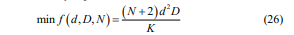 min f(d,D,N) = (N+2)d²D / K (26)